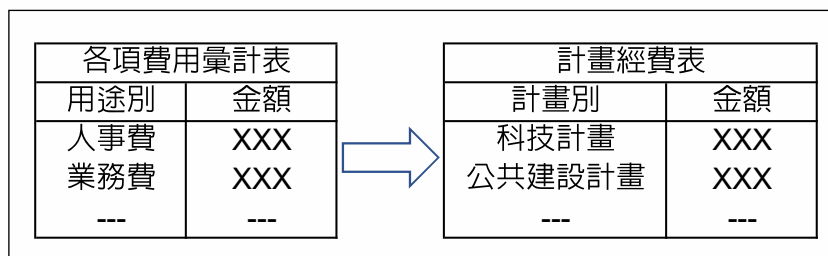 各項費用彙計表
用途別 金額
人事費 XXX
業務費 XXX
--- ---
計畫經費表
計畫別 金額
科技計畫 XXX
公共建設計畫 XXX
--- ---